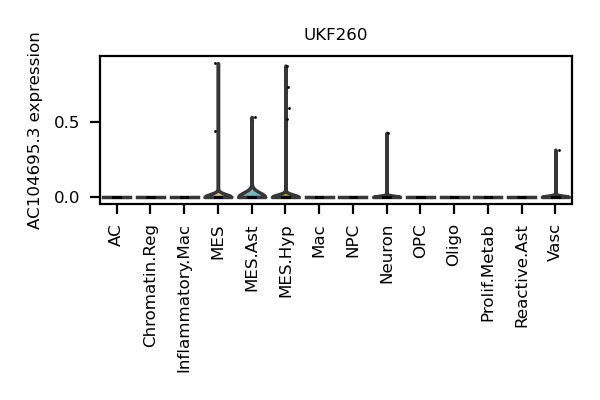 UKF260
AC104695.3 expression
0.5
0.0
AC
Chromatin.Reg
Inflammatory.Mac
MES
MES.Ast
MES.Hyp
Mac
NPC
Neuron
OPC
Oligo
Prolif.Metab
Reactive.Ast
Vasc